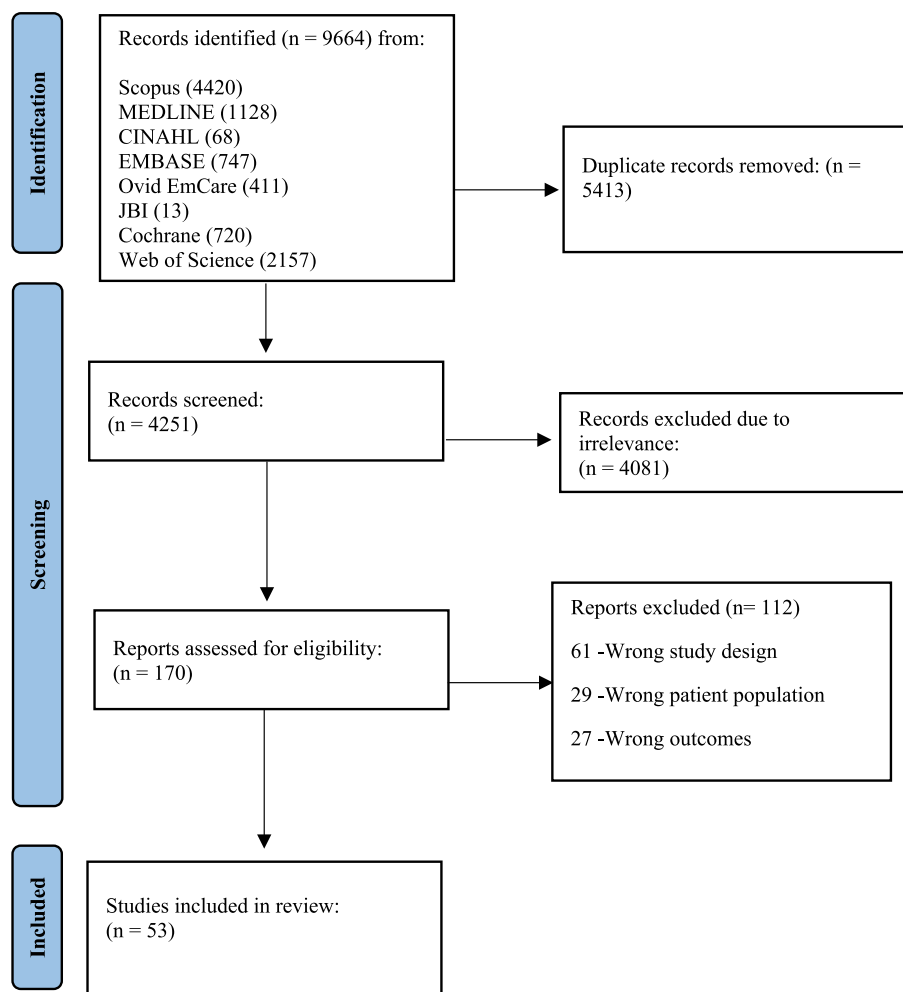 Identification
Records identified (n = 9664) from:
Scopus (4420)
MEDLINE (1128)
CINAHL (68)
EMBASE (747)
Ovid EmCare (411)
JBI (13)
Cochrane (720)
Web of Science (2157)
Duplicate records removed: (n =
5413)
Screening
Records screened:
(n = 4251)
Records excluded due to
irrelevance:
(n = 4081)
Reports assessed for eligibility:
(n = 170)
Reports excluded (n= 112)
61 -Wrong study design
29 -Wrong patient population
27 -Wrong outcomes
Included
Studies included in review:
(n = 53)